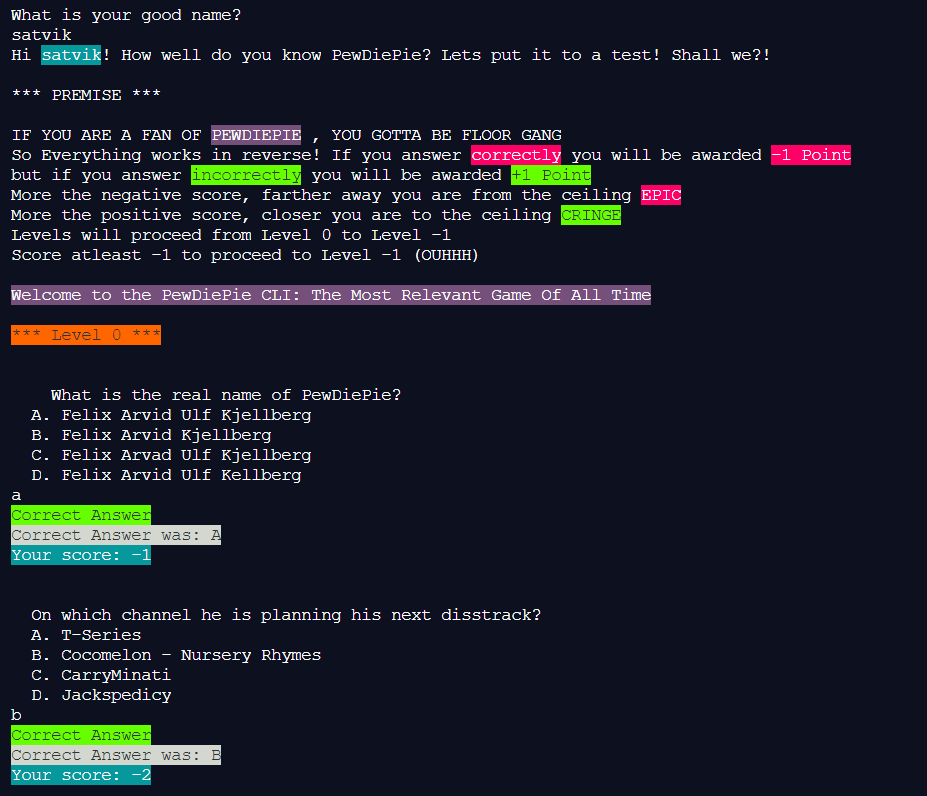 What is your good name?
satvik
Hi satvik! How well do you know PewDiePie? Lets put it to a test! Shall we?!
*** PREMISE ***
IF YOU ARE A FAN OF PEWDIEPIE , YOU GOTTA BE FLOOR GANG
So Everything works in reverse! If you answer correctly you will be awarded -1 Point
but if you answer incorrectly you will be awarded +1 Point
More the negative score, farther away you are from the ceiling EPIC
More the positive score, closer you are to the ceiling CRINGE
Levels will proceed from Level 0 to Level -1
Score atleast -1 to proceed to Level -1 (OUHHH)
Welcome to the PewDiePie CLI: The Most Relevant Game Of All Time
*** Level 0 ***
What is the real name of PewDiePie?
A. Felix Arvid Ulf Kjellberg
B. Felix Arvid Kjellberg
C. Felix Arvad Ulf Kjellberg
D. Felix Arvid Ulf Kellberg
a
Correct Answer
Correct Answer was: A
Your score: -1
On which channel he is planning his next disstrack?
A. T-Series
B. Cocomelon - Nursery Rhymes
C. CarryMinati
D. Jackspedicy
b
Correct Answer
Correct Answer was: B
Your score: -2